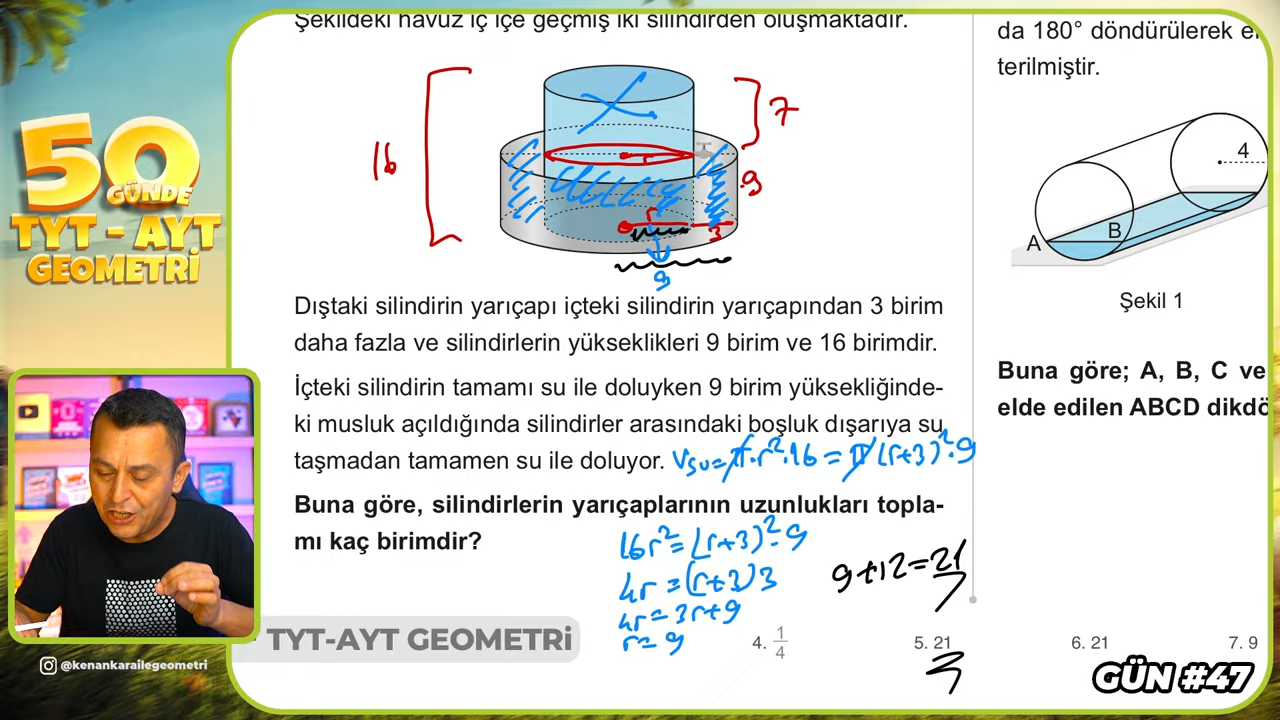 Şekildeki havuz iç içe geçmiş iki silindirden oluşmaktadır.
16
7
9
r
r
3
9
Dıştaki silindirin yarıçapı içteki silindirin yarıçapından 3 birim
daha fazla ve silindirlerin yükseklikleri 9 birim ve 16 birimdir.
İçteki silindirin tamamı su ile doluyken 9 birim yüksekliğinde-
ki musluk açıldığında silindirler arasındaki boşluk dışarıya su
taşmadan tamamen su ile doluyor.
Vsu=π.r².16=π(r+3)².9
Buna göre, silindirlerin yarıçaplarının uzunlukları topla-
mı kaç birimdir?
16r²=(r+3)².9
4r=(r+3)3
4r=3r+9
r=9
9+12=21
da 180° döndürülerek el
terilmiştir.
4
A
B
Şekil 1
Buna göre; A, B, C ve
elde edilen ABCD dikdö
50
GÜNDE
TYT - AYT
GEOMETRİ
TYT-AYT GEOMETRİ
4. 1/4
5. 21
6. 21
7. 9
@kenankarailegeometri
GÜN #47